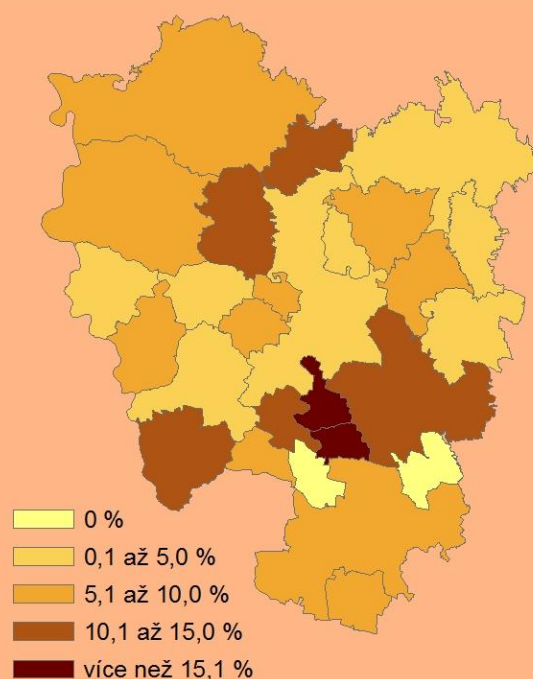 0 %
0,1 až 5,0 %
5,1 až 10,0 %
10,1 až 15,0 %
více než 15,1 %